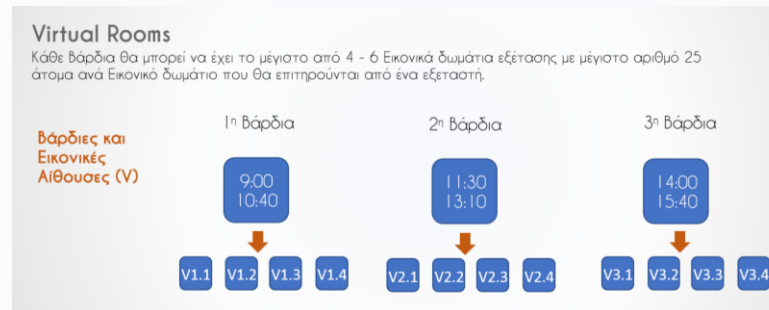 Virtual Rooms
Κάθε Βάρδια θα μπορεί να έχει το μέγιστο από 4 - 6 Εικονικά δωμάτια εξέτασης με μέγιστο αριθμό 25
άτομα ανά Εικονικό δωμάτιο που θα επιτηρούνται από ένα εξεταστή.
1η Βάρδια
2η Βάρδια
3η Βάρδια
Βάρδιες και
Εικονικές
Αίθουσες (V)
9:00
10:40
11:30
13:10
14:00
15:40
V1.1 V1.2 V1.3 V1.4
V2.1 V2.2 V2.3 V2.4
V3.1 V3.2 V3.3 V3.4